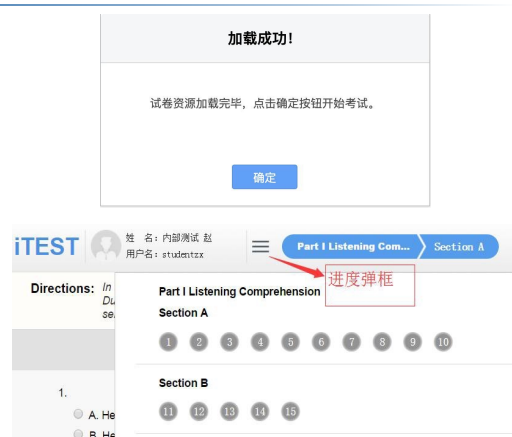 加载成功!
试卷资源加载完毕，点击确定按钮开始考试。
确定
iTEST
姓 名：内部测试 赵
用户名：studentzx
Part I Listening Com...
Section A
进度弹框
Directions: In
Du
se
Part I Listening Comprehension
Section A
1 2 3 4 5 6 7 8 9 10
Section B
11 12 13 14 15
1.
A. He
B. He